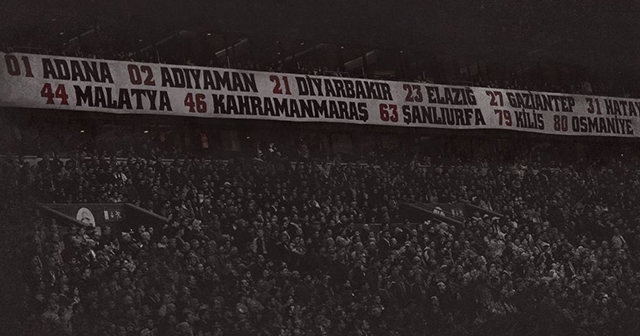 01 ADANA 02 ADIYAMAN 21 DİYARBAKIR 23 ELAZIĞ 27 GAZİANTEP 31 HATAY
44 MALATYA 46 KAHRAMANMARAŞ 63 ŞANLIURFA 79 KİLİS 80 OSMANİYE